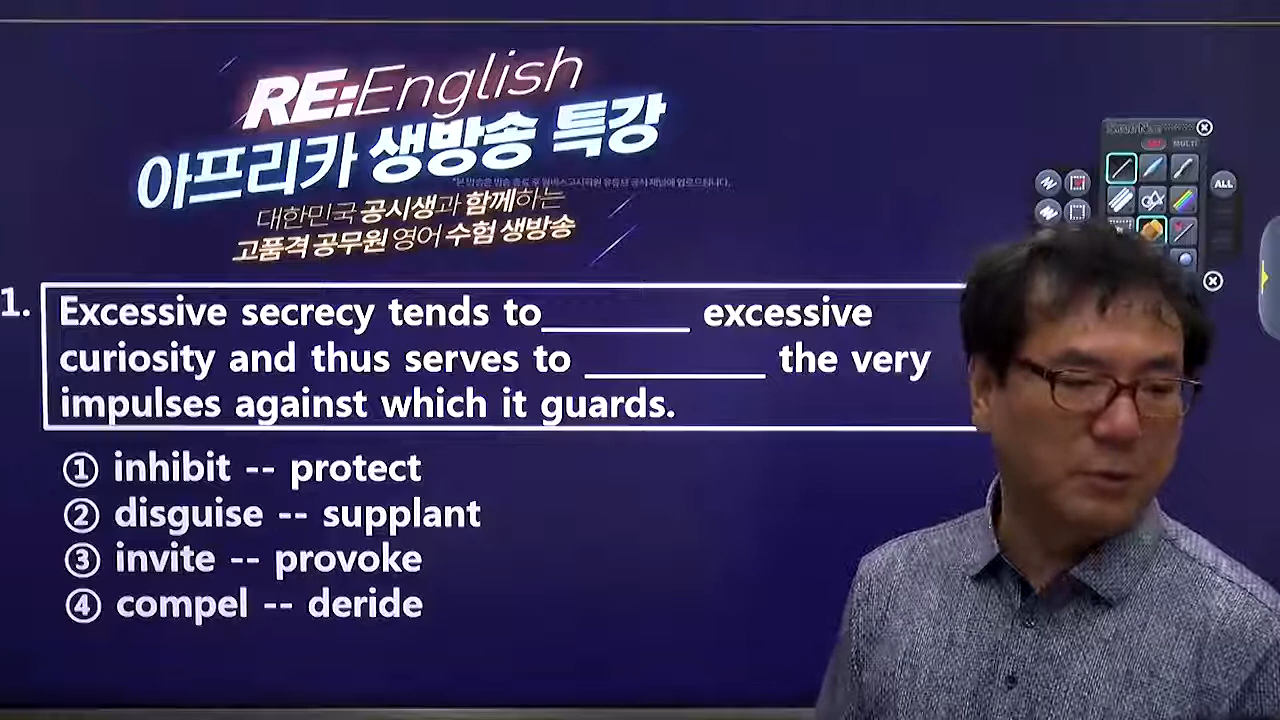 RE:English
아프리카 생방송 특강
대한민국 공시생과 함께하는
고품격 공무원 영어 수험 생방송
MULTI
ALL
1. Excessive secrecy tends to_______ excessive
curiosity and thus serves to _________ the very
impulses against which it guards.
① inhibit -- protect
② disguise -- supplant
③ invite -- provoke
④ compel -- deride